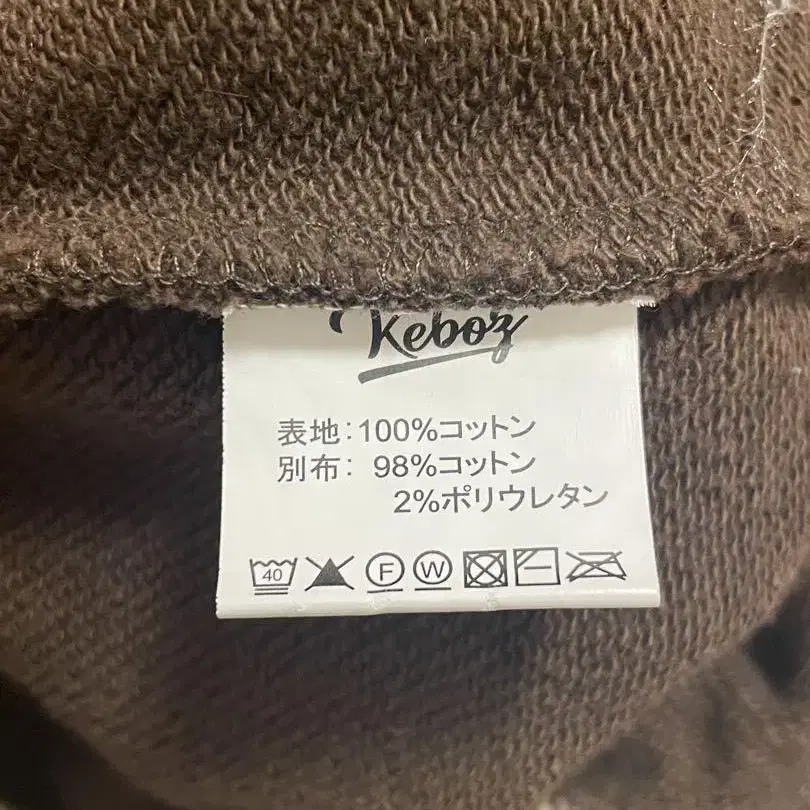 Keboz
表地：100%コットン
別布：98%コットン
2%ポリウレタン
40 F W